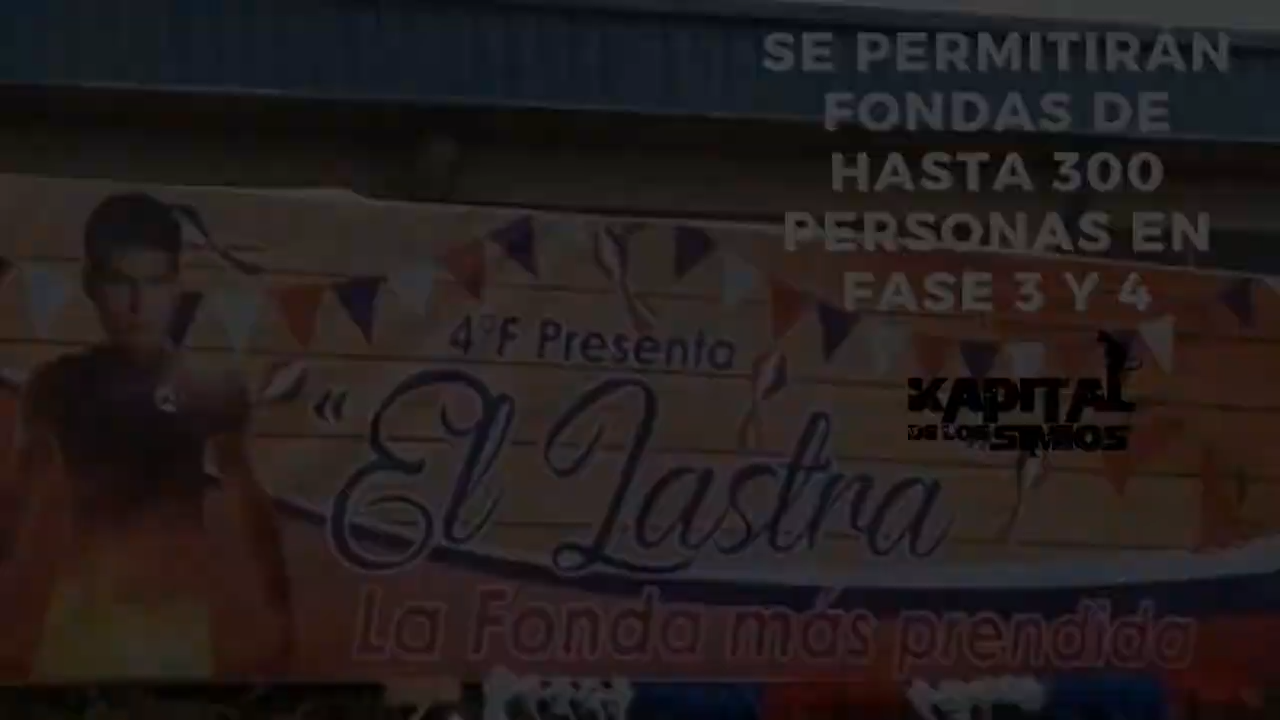 SE PERMITIRAN
FONDAS DE
HASTA 300
PERSONAS EN
FASE 3 Y 4
KAPITAL
DE LOS SIMIOS
4°F Presenta
"El Lastra
La Fonda más prendida